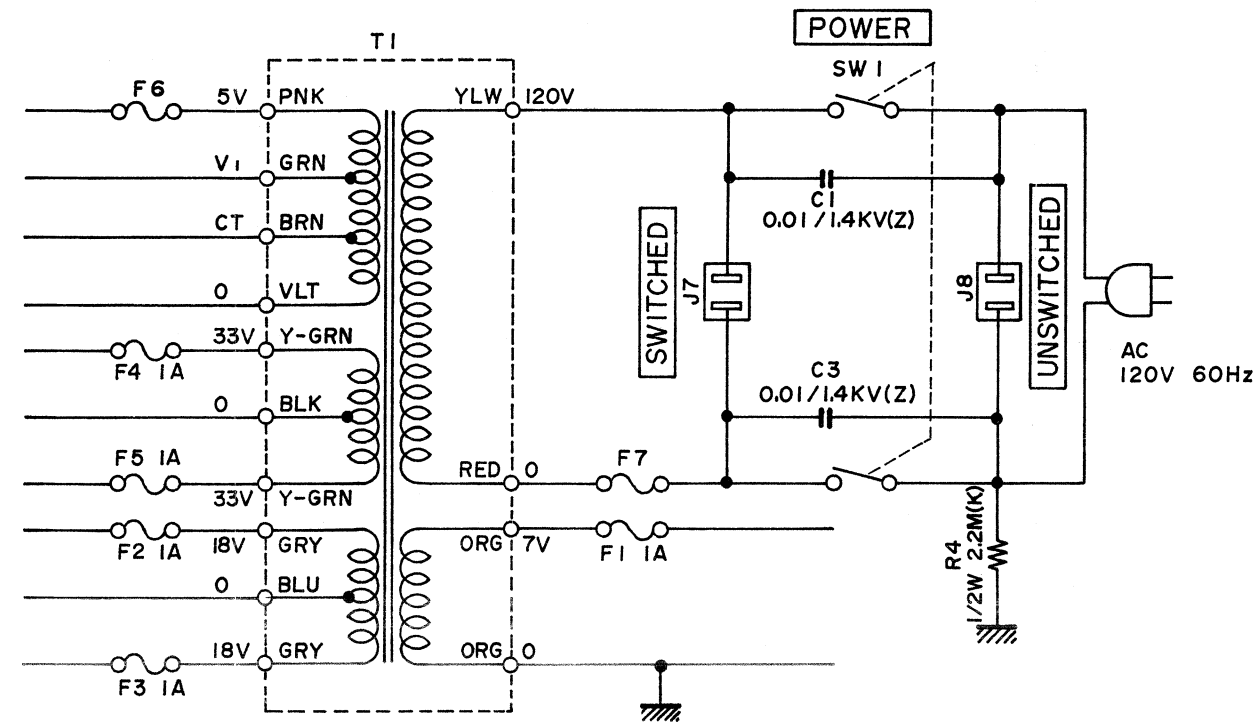 POWER
T1
SW1
F6
5V
PNK
YLW
120V
V1
GRN
C1
0.01/1.4KV(Z)
CT
BRN
SWITCHED
J7
J8
UNSWITCHED
0
VLT
33V
Y-GRN
F4 1A
AC
120V 60Hz
C3
0.01/1.4KV(Z)
0
BLK
F5 1A
33V
Y-GRN
RED
0
F7
F2 1A
18V
GRY
ORG
7V
F1 1A
R4
1/2W 2.2M(K)
0
BLU
18V
GRY
ORG
0
F3 1A